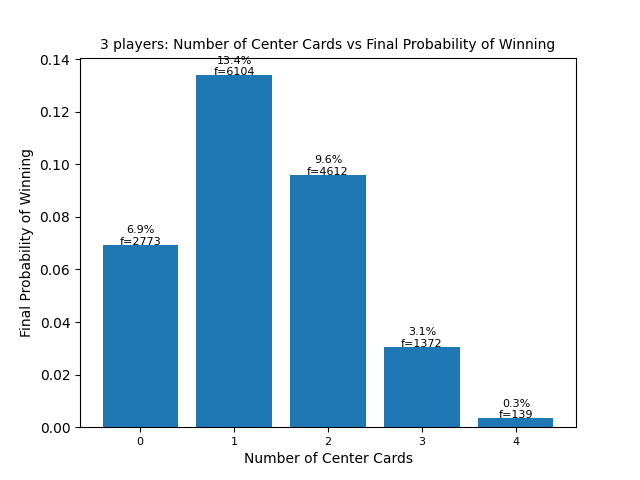 3 players: Number of Center Cards vs Final Probability of Winning
Final Probability of Winning
0.14
0.12
0.10
0.08
0.06
0.04
0.02
0.00
6.9%
f=2773
13.4%
f=6104
9.6%
f=4612
3.1%
f=1372
0.3%
f=139
0
1
2
3
4
Number of Center Cards